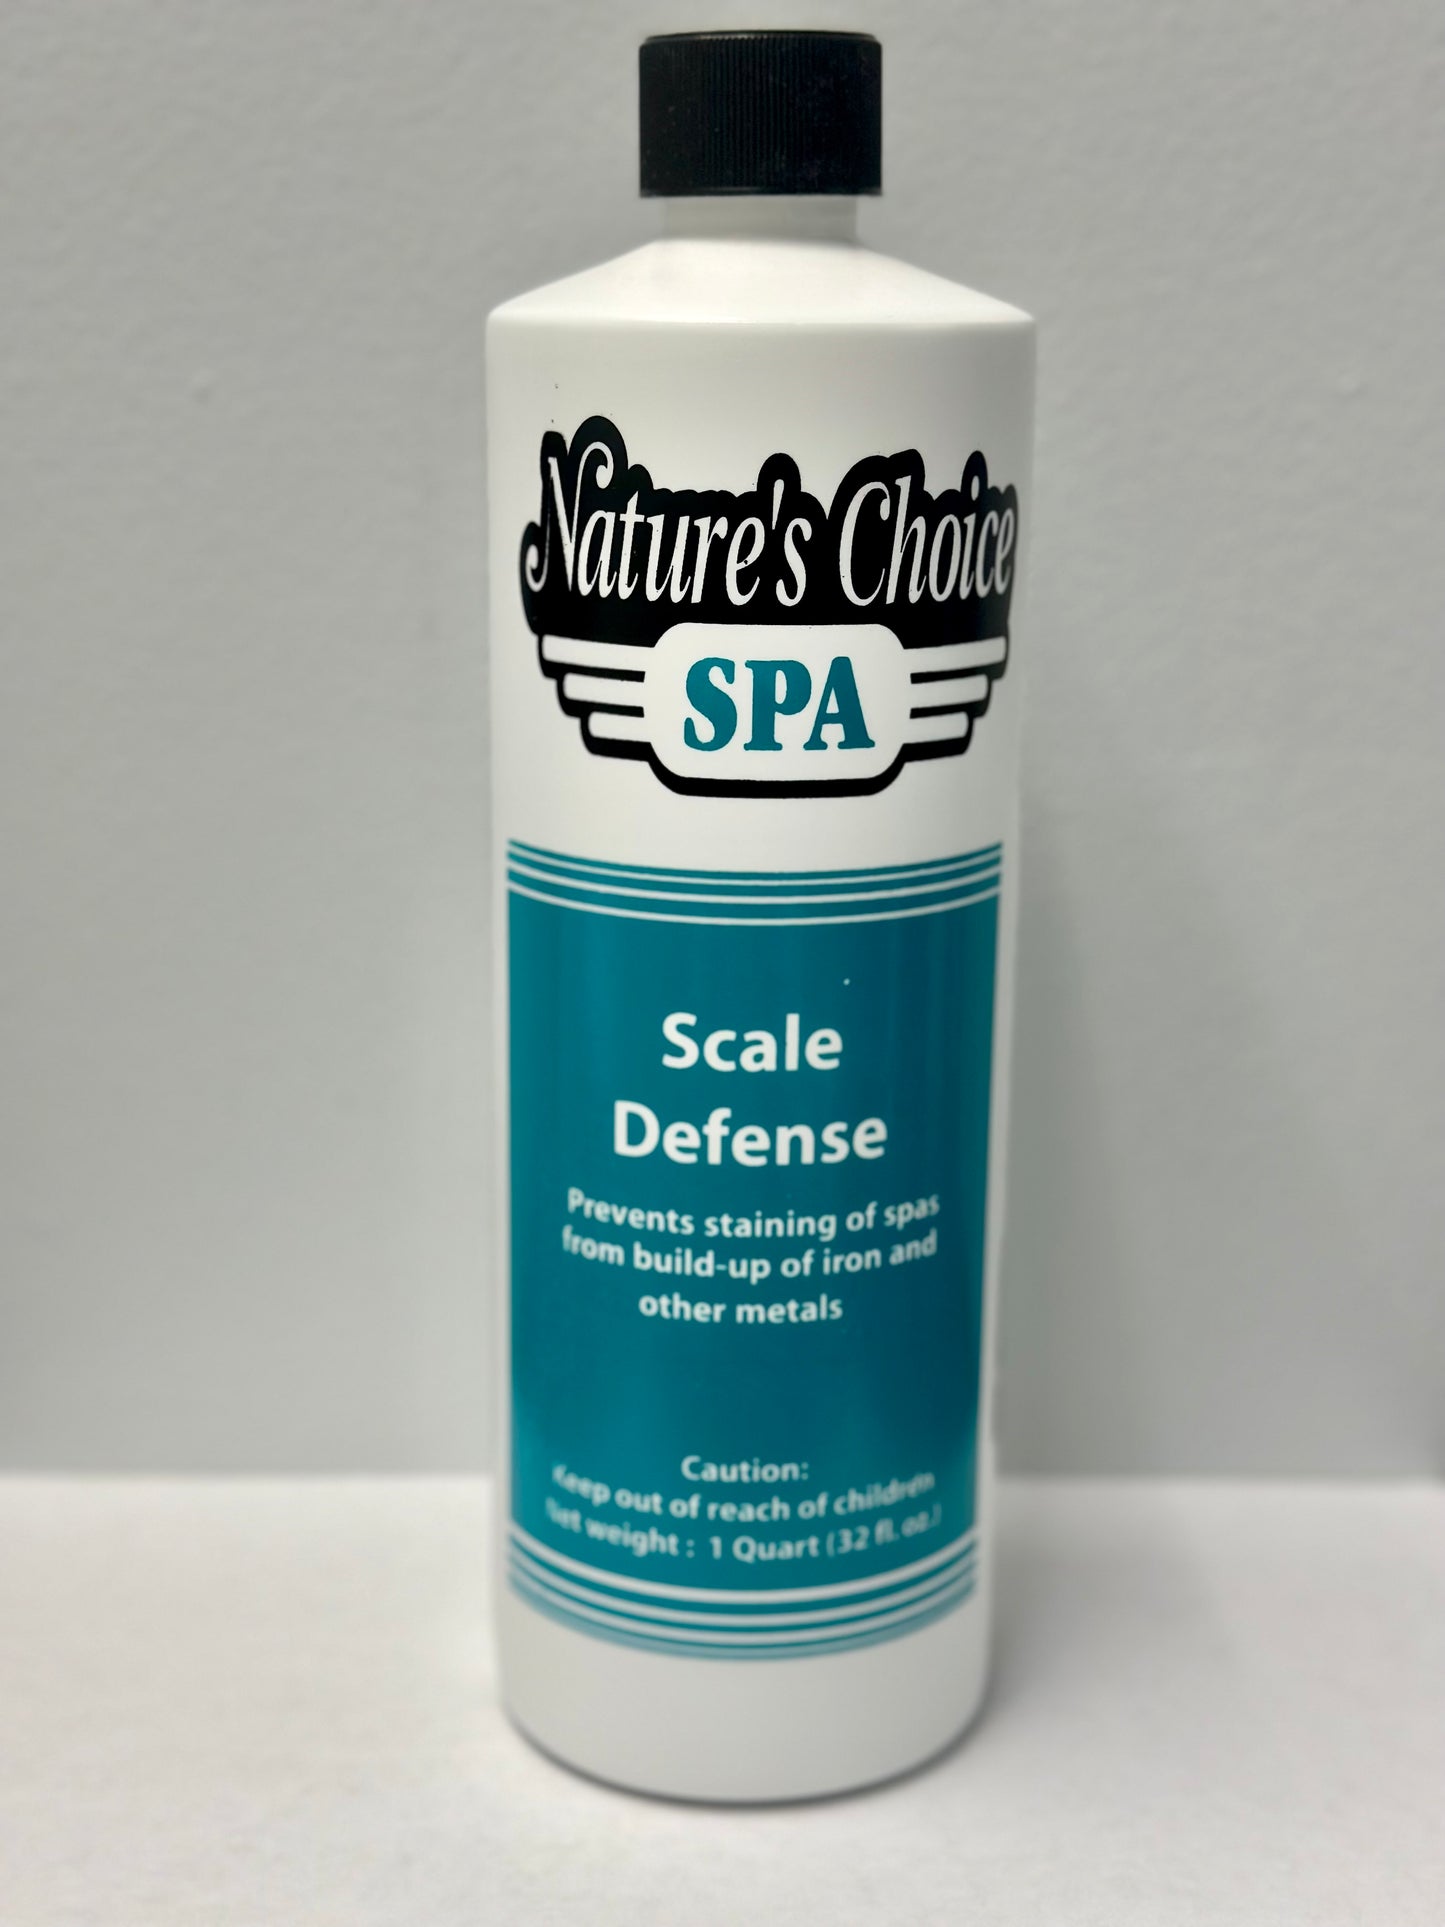 Nature's Choice
SPA
Scale
Defense
Prevents staining of spas
from build-up of iron and
other metals
Caution:
Keep out of reach of children
Net weight : 1 Quart (32 fl. oz.)